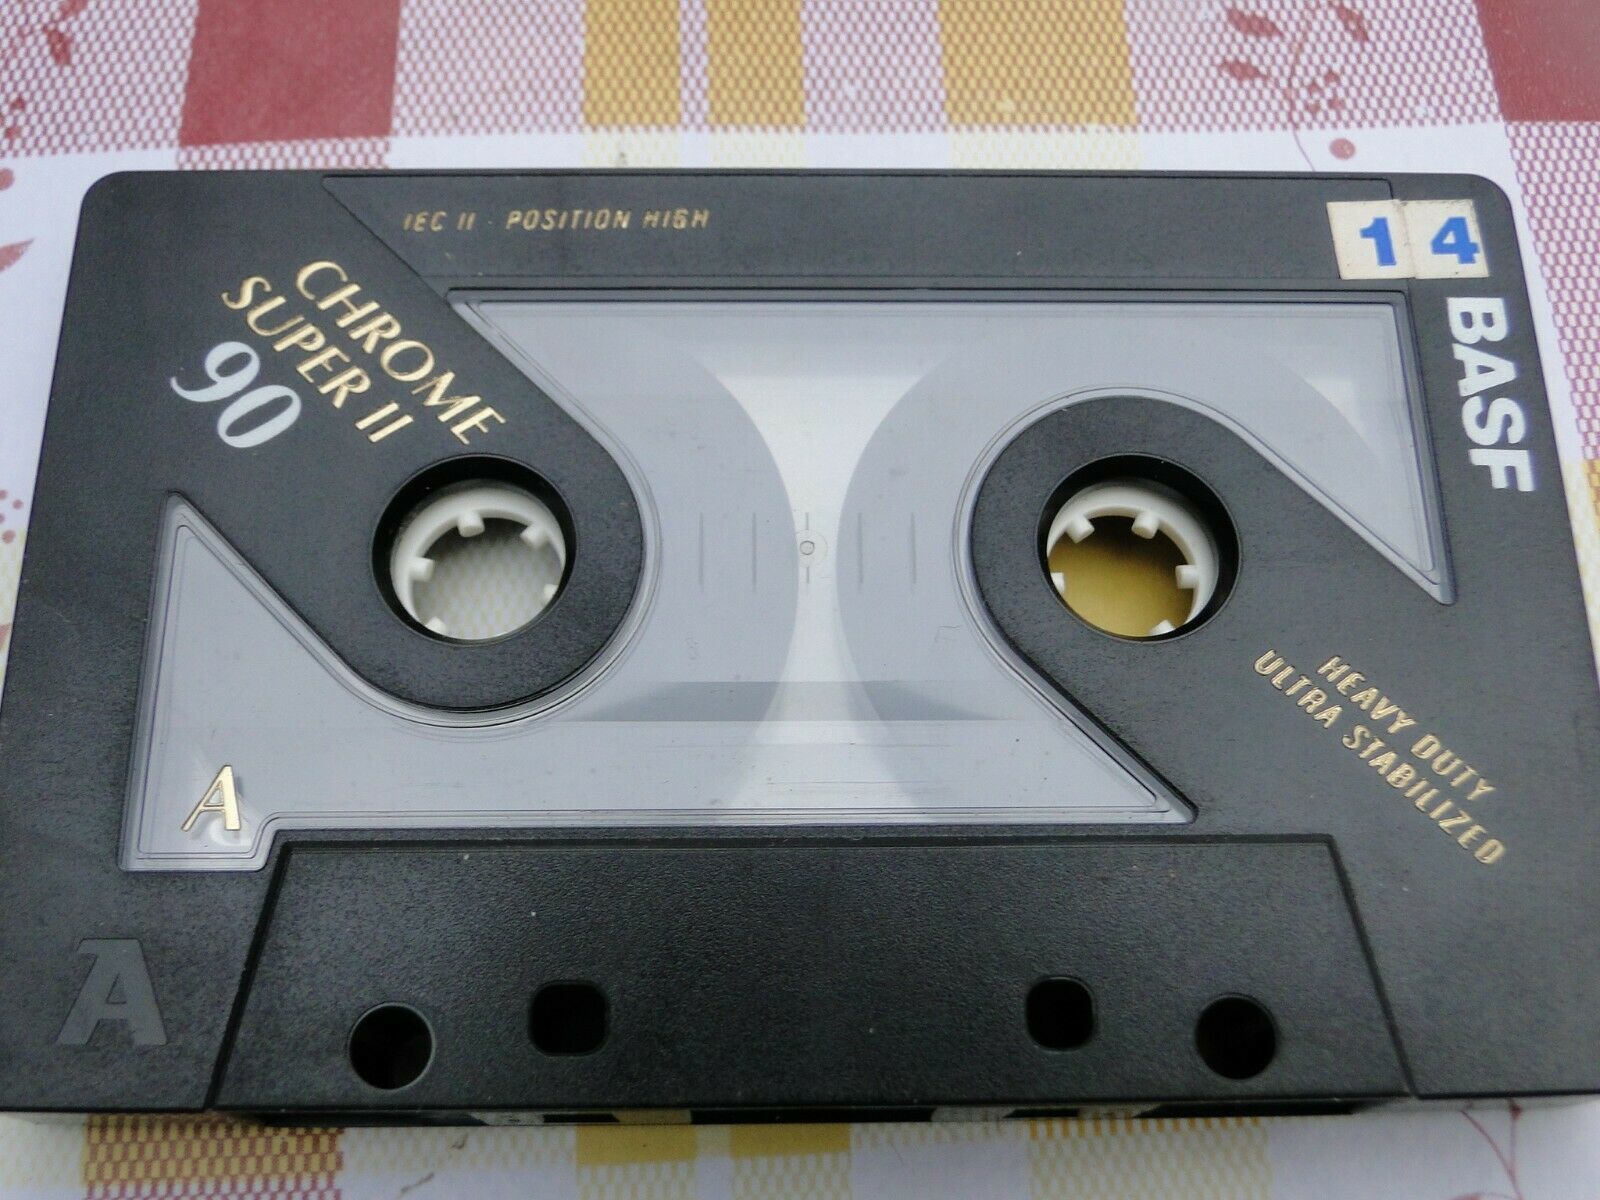 IEC II · POSITION HIGH
14
CHROME
SUPER II
90
BASF
HEAVY DUTY
ULTRA STABILIZED
A
A